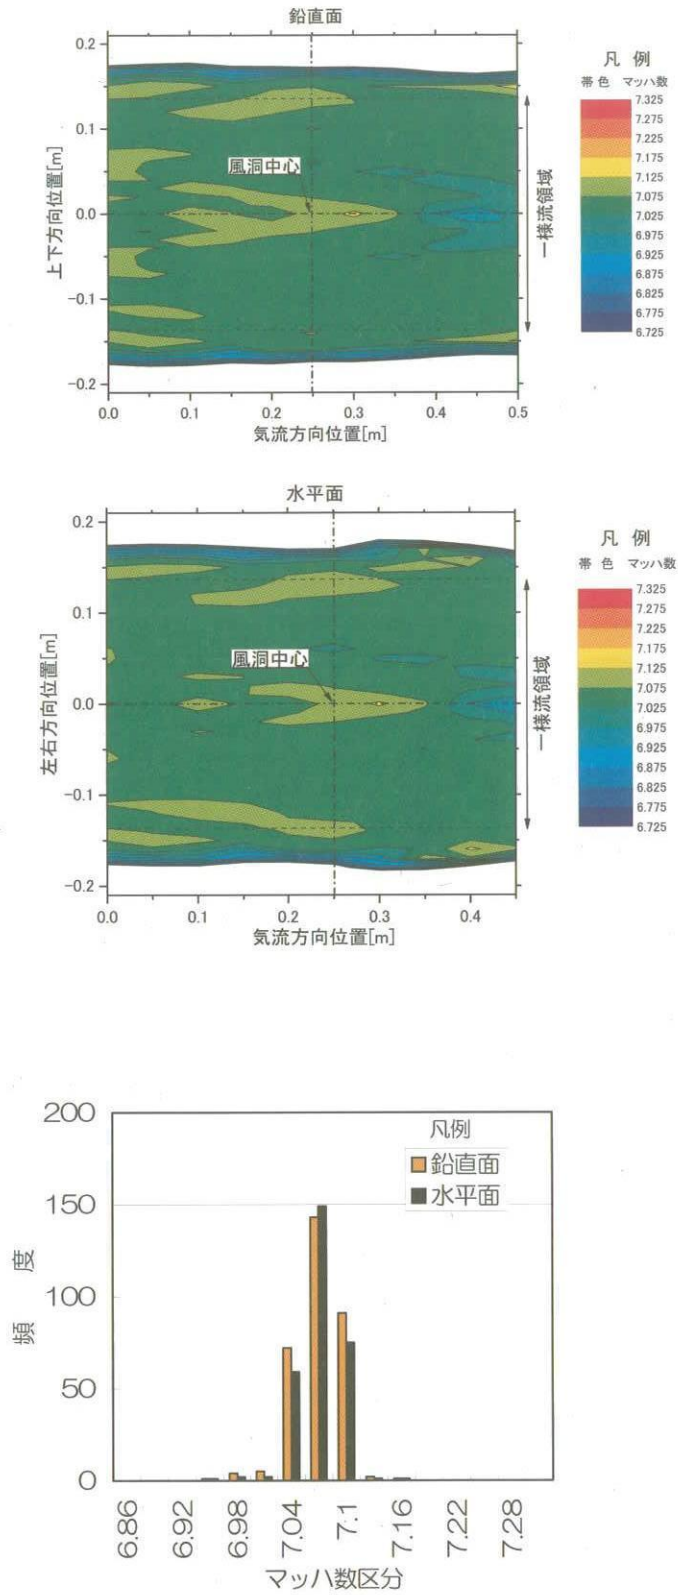 鉛直面
0.2
0.1
0.0
-0.1
-0.2
上下方向位置[m]
風洞中心
一様流領域
0.0 0.1 0.2 0.3 0.4 0.5
気流方向位置[m]
凡 例
帯 色 マッハ数
7.325
7.275
7.225
7.175
7.125
7.075
7.025
6.975
6.925
6.875
6.825
6.775
6.725
水平面
0.2
0.1
0.0
-0.1
-0.2
左右方向位置[m]
風洞中心
一様流領域
0.0 0.1 0.2 0.3 0.4
気流方向位置[m]
凡 例
帯 色 マッハ数
7.325
7.275
7.225
7.175
7.125
7.075
7.025
6.975
6.925
6.875
6.825
6.775
6.725
200
150
100
50
0
頻 度
凡例
鉛直面
水平面
6.86 6.92 6.98 7.04 7.1 7.16 7.22 7.28
マッハ数区分